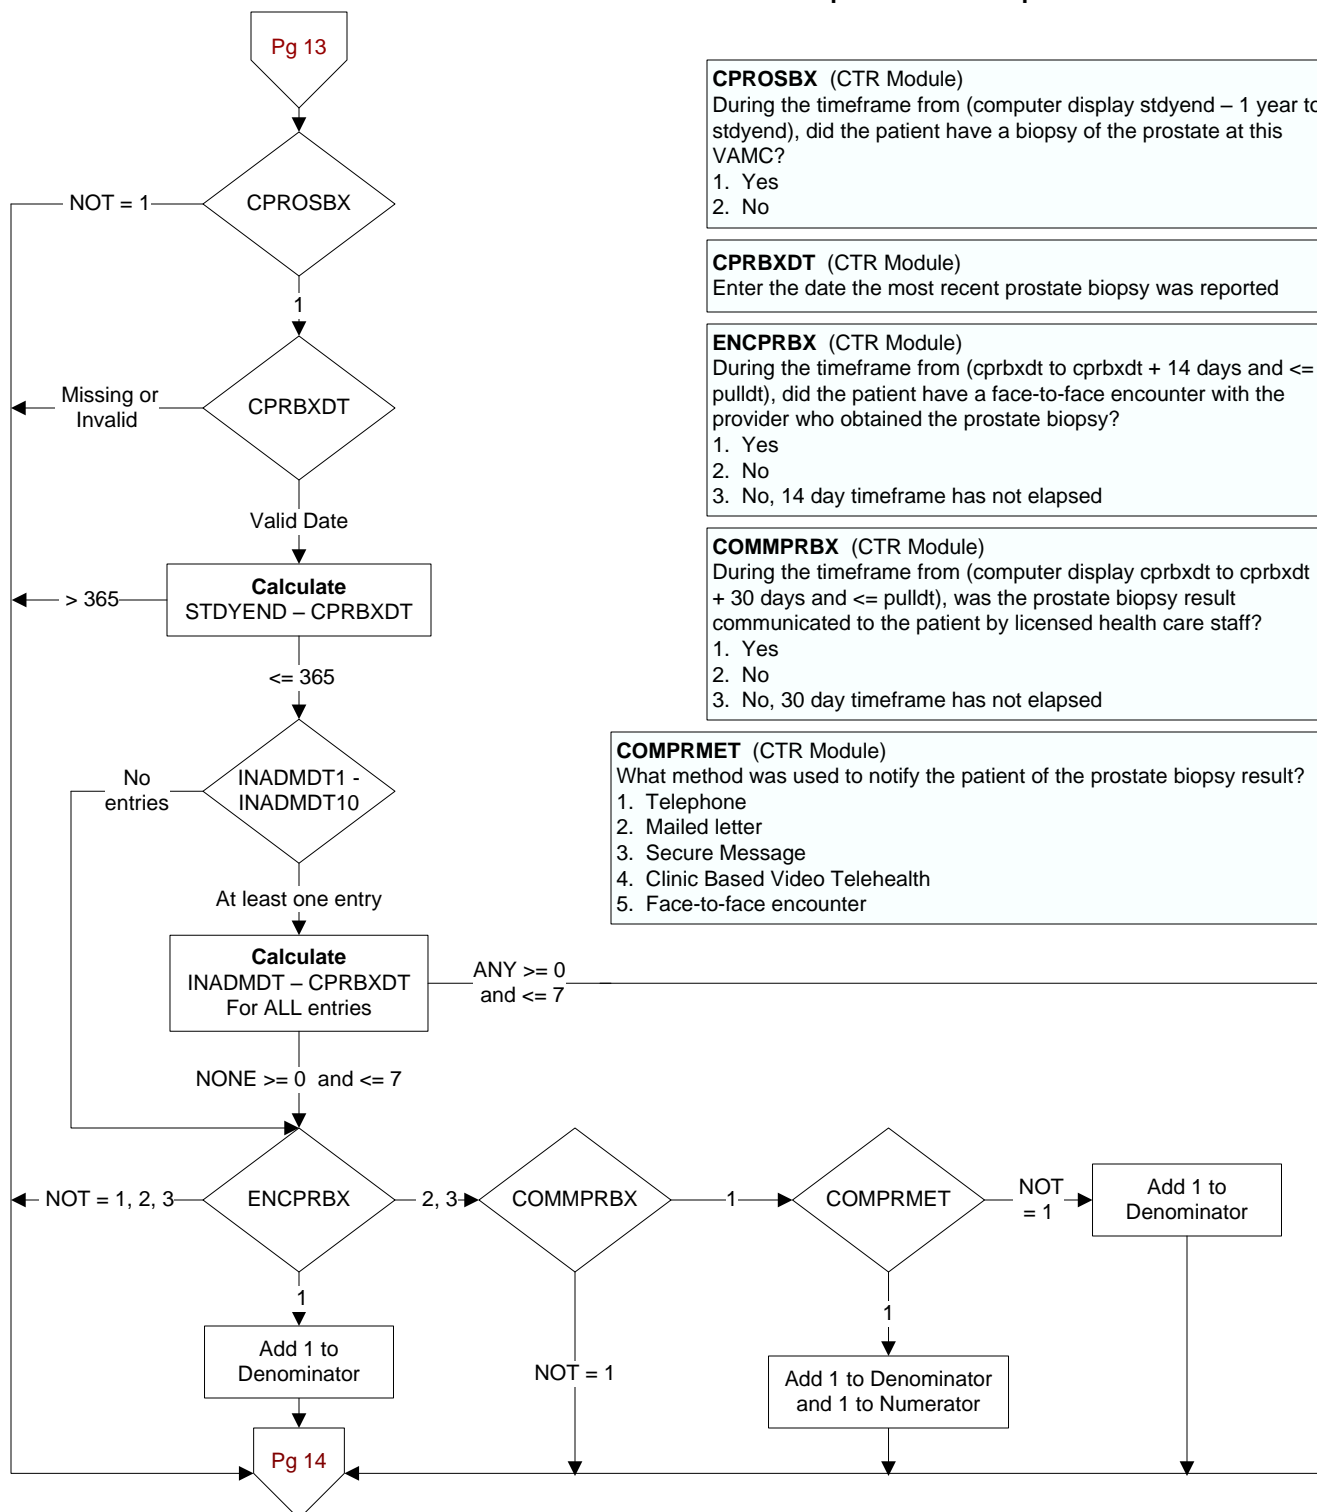 Pg 13
CPROSBX
NOT = 1
1
CPRBXDT
Missing or
Invalid
Valid Date
Calculate
STDYEND – CPRBXDT
> 365
<= 365
INADMDT1 -
INADMDT10
No
entries
At least one entry
Calculate
INADMDT – CPRBXDT
For ALL entries
ANY >= 0
and <= 7
NONE >= 0 and <= 7
ENCPRBX
NOT = 1, 2, 3
2, 3
COMMPRBX
1
COMPRMET
NOT
= 1
Add 1 to
Denominator
1
Add 1 to
Denominator
NOT = 1
1
Add 1 to Denominator
and 1 to Numerator
Pg 14
CPROSBX (CTR Module)
During the timeframe from (computer display stdyend – 1 year to
stdyend), did the patient have a biopsy of the prostate at this
VAMC?
1. Yes
2. No
CPRBXDT (CTR Module)
Enter the date the most recent prostate biopsy was reported
ENCPRBX (CTR Module)
During the timeframe from (cprbxdt to cprbxdt + 14 days and <=
pulldt), did the patient have a face-to-face encounter with the
provider who obtained the prostate biopsy?
1. Yes
2. No
3. No, 14 day timeframe has not elapsed
COMMPRBX (CTR Module)
During the timeframe from (computer display cprbxdt to cprbxdt
+ 30 days and <= pulldt), was the prostate biopsy result
communicated to the patient by licensed health care staff?
1. Yes
2. No
3. No, 30 day timeframe has not elapsed
COMPRMET (CTR Module)
What method was used to notify the patient of the prostate biopsy result?
1. Telephone
2. Mailed letter
3. Secure Message
4. Clinic Based Video Telehealth
5. Face-to-face encounter